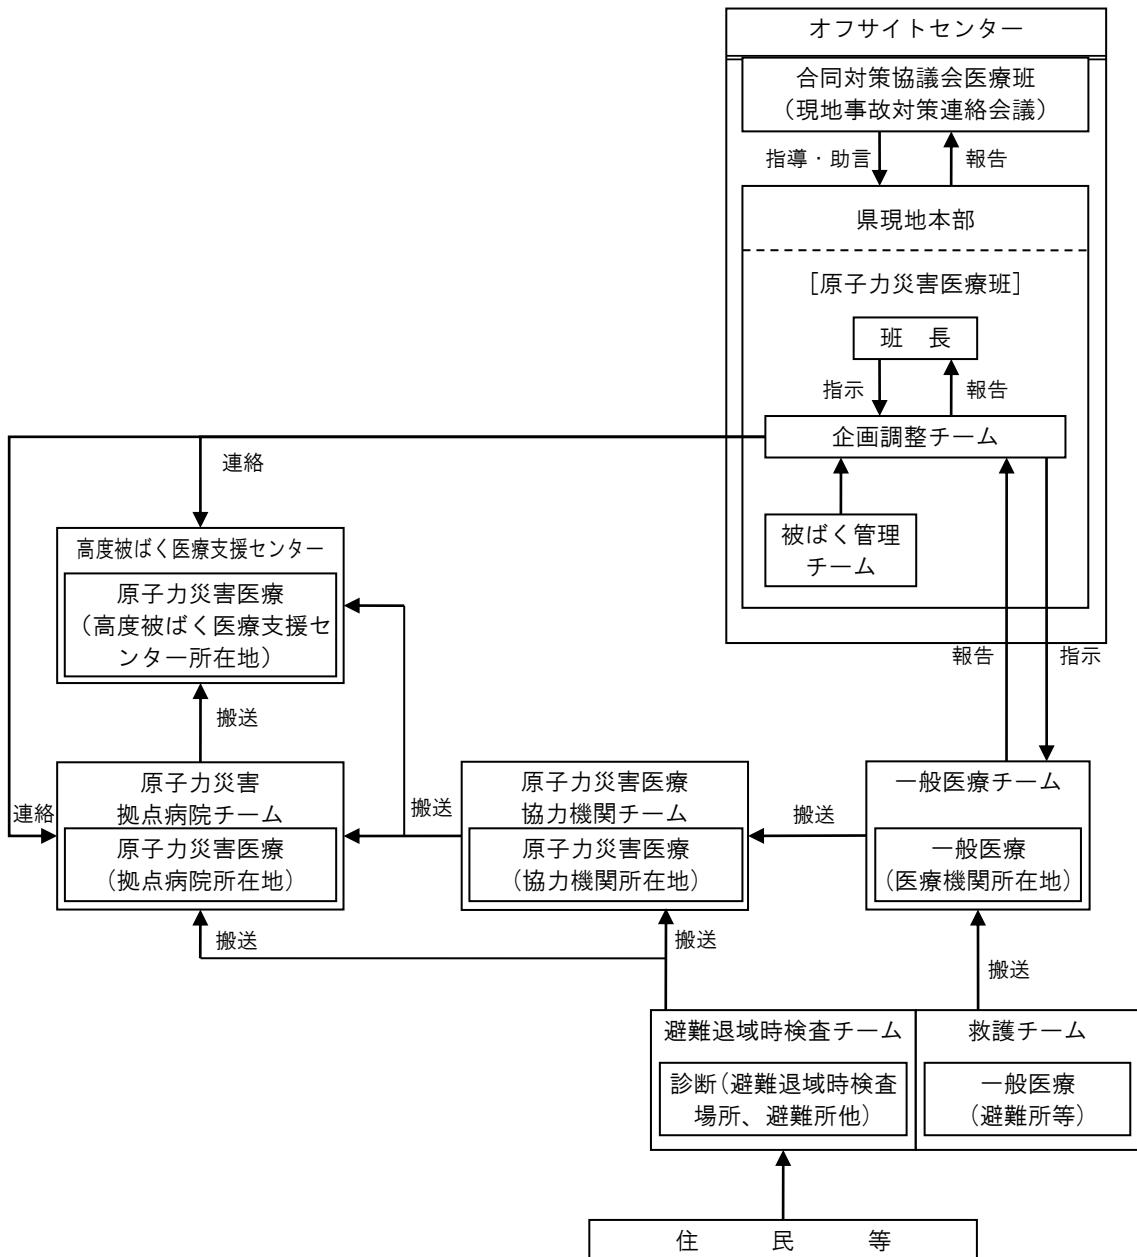 オフサイトセンター
合同対策協議会医療班
（現地事故対策連絡会議）
指導・助言
報告
県現地本部
［原子力災害医療班］
班　長
指示
報告
企画調整チーム
連絡
被ばく管理
チーム
高度被ばく医療支援センター
原子力災害医療
（高度被ばく医療支援セ
ンター所在地）
報告
指示
搬送
原子力災害
拠点病院チーム
原子力災害医療
（拠点病院所在地）
連絡
搬送
原子力災害医療
協力機関チーム
原子力災害医療
（協力機関所在地）
搬送
一般医療チーム
一般医療
（医療機関所在地）
搬送
搬送
搬送
避難退域時検査チーム
診断（避難退域時検査
場所、避難所他）
救護チーム
一般医療
（避難所等）
住　民　等